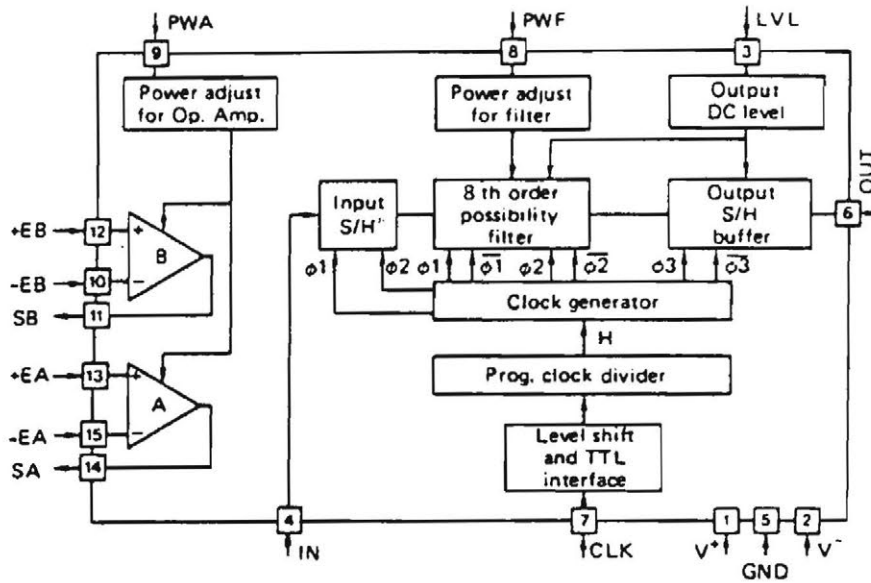 PWA PWF LVL
9 8 3
Power adjust
for Op. Amp.
Power adjust
for filter
Output
DC level
OUT
Input
S/H"
8 th order
possibility
filter
Output
S/H
buffer
6
+EB 12 +
B
-EB 10 -
SB 11
ϕ1 ϕ2 ϕ1 ϕ1̅ ϕ2 ϕ2̅ ϕ3 ϕ3̅
Clock generator
H
+EA 13 +
A
-EA 15 -
SA 14
Prog. clock divider
Level shift
and TTL
interface
4 7 1 5 2
IN CLK V+ GND V-